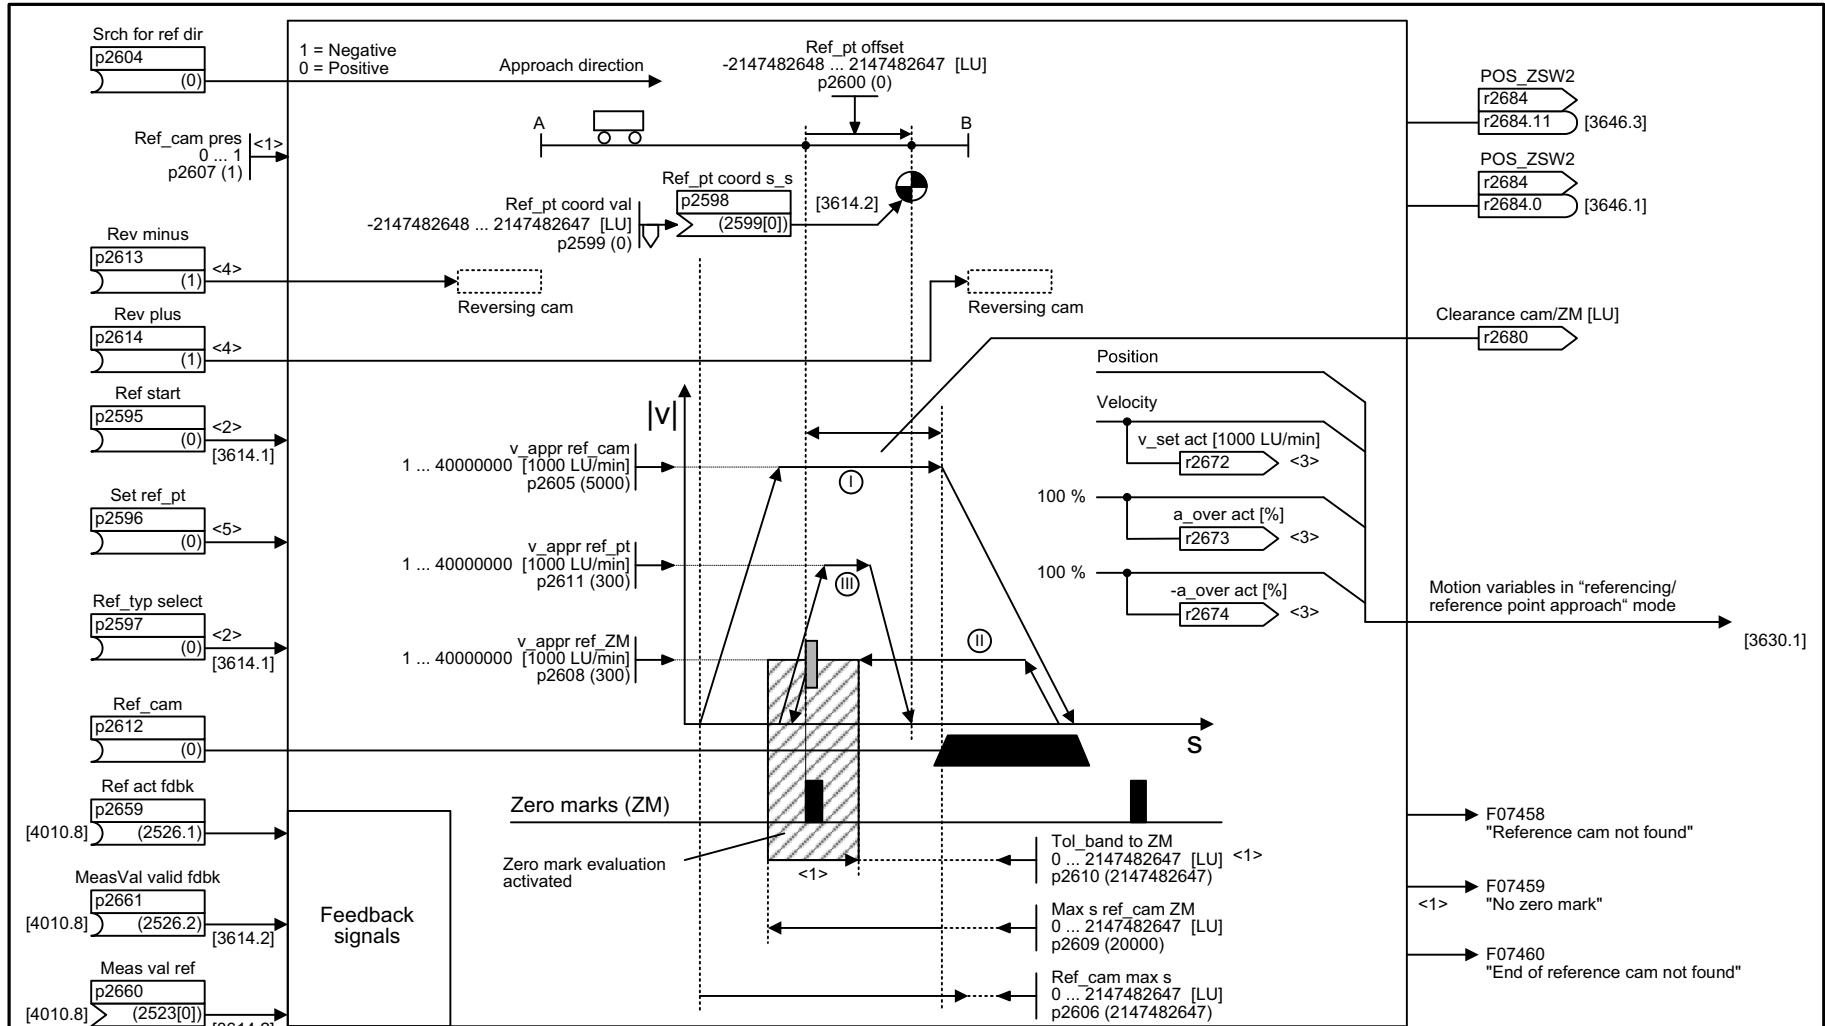 Srch for ref dir
p2604
(0)
1 = Negative
0 = Positive
Approach direction
Ref_pt offset
-2147482648 ... 2147482647 [LU]
p2600 (0)
POS_ZSW2
r2684
r2684.11
[3646.3]
A
B
Ref_cam pres
0 ... 1
p2607 (1)
<1>
POS_ZSW2
r2684
r2684.0
[3646.1]
Ref_pt coord s_s
p2598
(2599[0])
[3614.2]
Ref_pt coord val
-2147482648 ... 2147482647 [LU]
p2599 (0)
Rev minus
p2613
(1)
<4>
Reversing cam
Reversing cam
Rev plus
p2614
(1)
<4>
Clearance cam/ZM [LU]
r2680
Position
Ref start
p2595
(0)
<2>
[3614.1]
|v|
Velocity
v_set act [1000 LU/min]
r2672
<3>
v_appr ref_cam
1 ... 40000000 [1000 LU/min]
p2605 (5000)
I
Set ref_pt
p2596
(0)
<5>
100 %
a_over act [%]
r2673
<3>
v_appr ref_pt
1 ... 40000000 [1000 LU/min]
p2611 (300)
III
100 %
-a_over act [%]
r2674
<3>
Motion variables in “referencing/
reference point approach“ mode
[3630.1]
Ref_typ select
p2597
(0)
<2>
[3614.1]
v_appr ref_ZM
1 ... 40000000 [1000 LU/min]
p2608 (300)
II
Ref_cam
p2612
(0)
s
Ref act fdbk
p2659
[4010.8]
(2526.1)
Zero marks (ZM)
F07458
"Reference cam not found"
Zero mark evaluation
activated
<1>
Tol_band to ZM
0 ... 2147482647 [LU]
p2610 (2147482647)
<1>
MeasVal valid fdbk
p2661
[4010.8]
(2526.2)
[3614.2]
Feedback
signals
F07459
<1>
"No zero mark"
Max s ref_cam ZM
0 ... 2147482647 [LU]
p2609 (20000)
F07460
"End of reference cam not found"
Meas val ref
p2660
[4010.8]
(2523[0])
Ref_cam max s
0 ... 2147482647 [LU]
p2606 (2147482647)